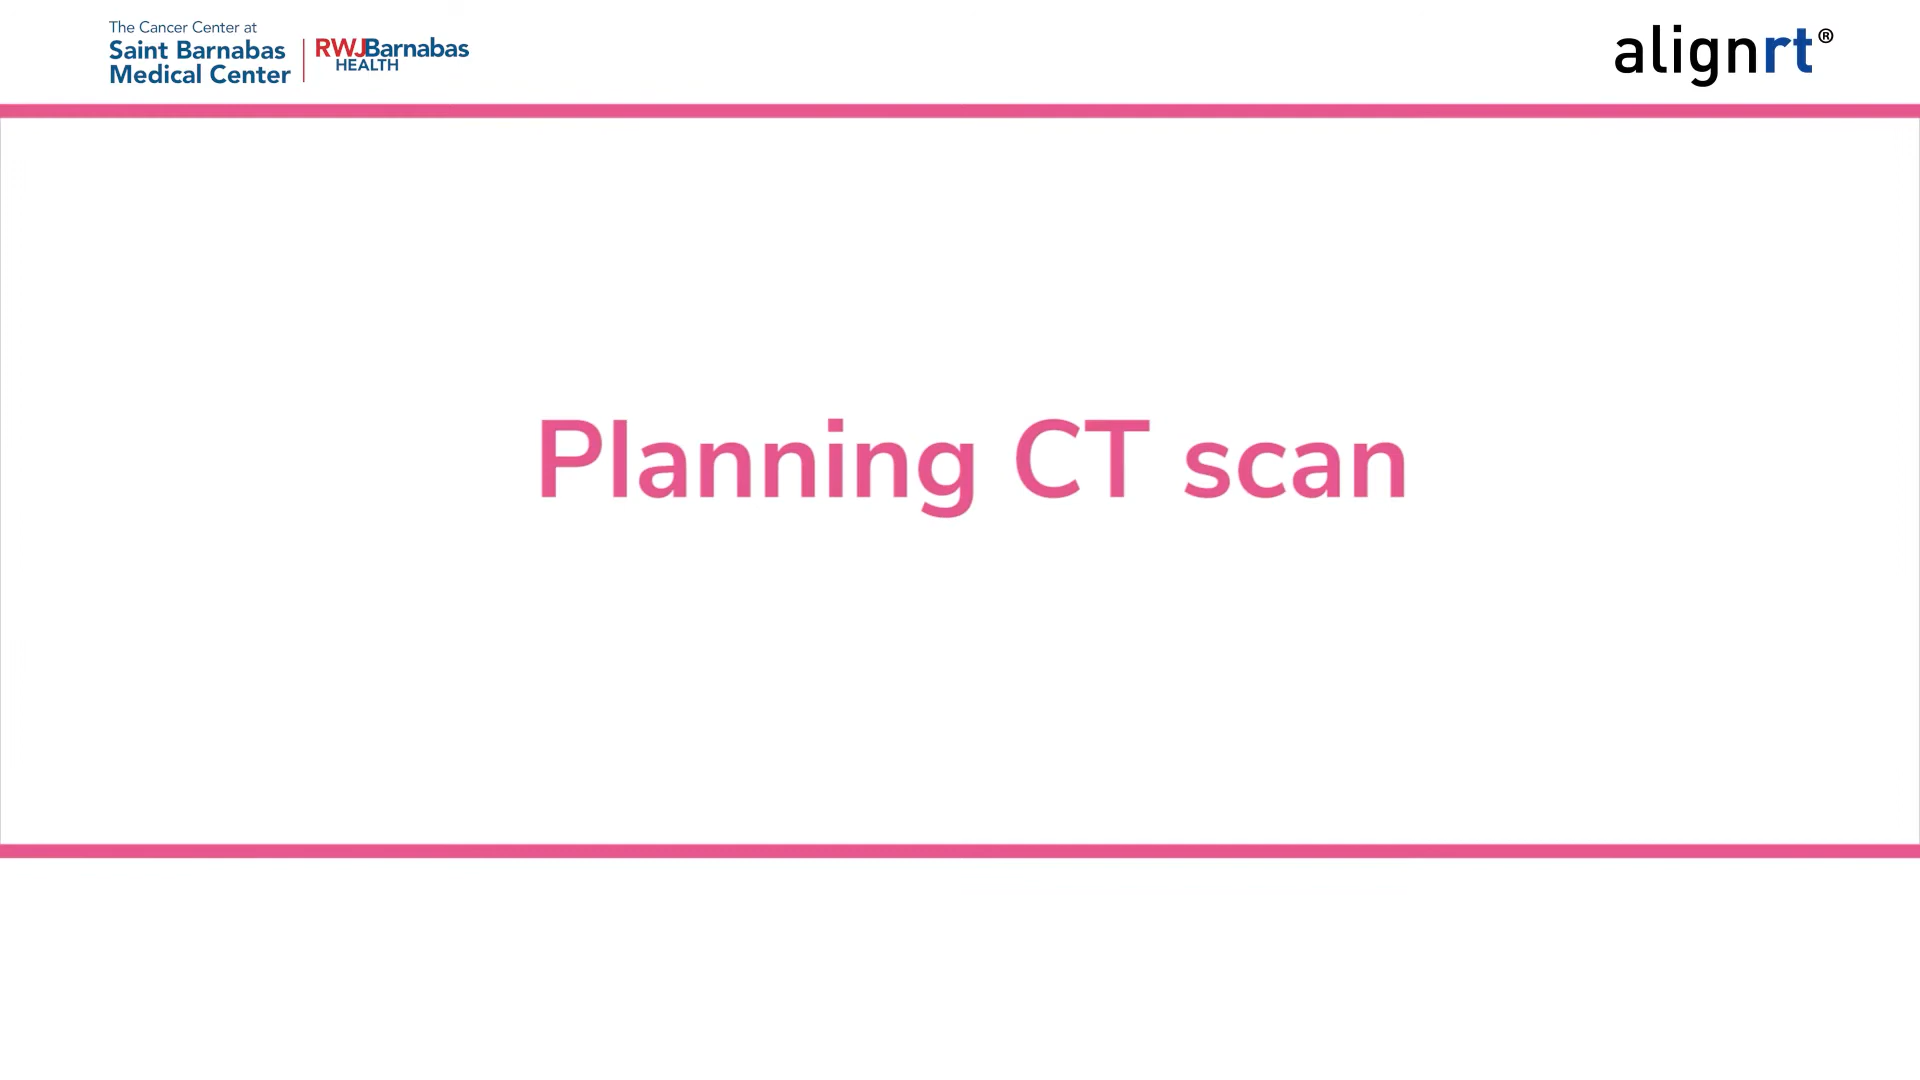 The Cancer Center at
Saint Barnabas
Medical Center
RWJBarnabas
HEALTH
alignrt®
Planning CT scan